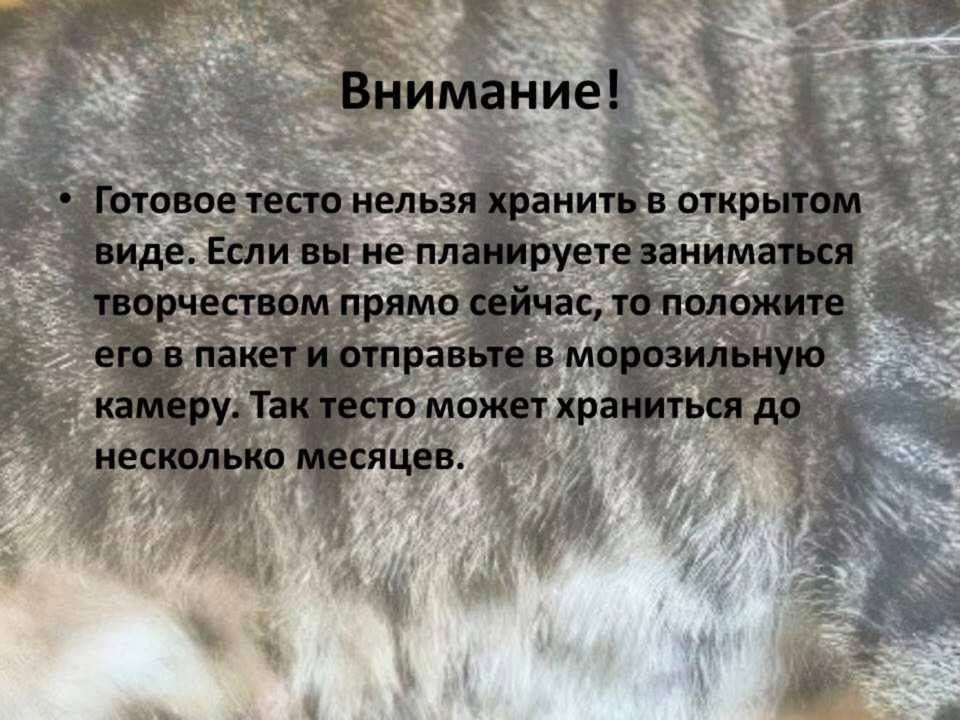 Внимание!
• Готовое тесто нельзя хранить в открытом
виде. Если вы не планируете заниматься
творчеством прямо сейчас, то положите
его в пакет и отправьте в морозильную
камеру. Так тесто может храниться до
несколько месяцев.